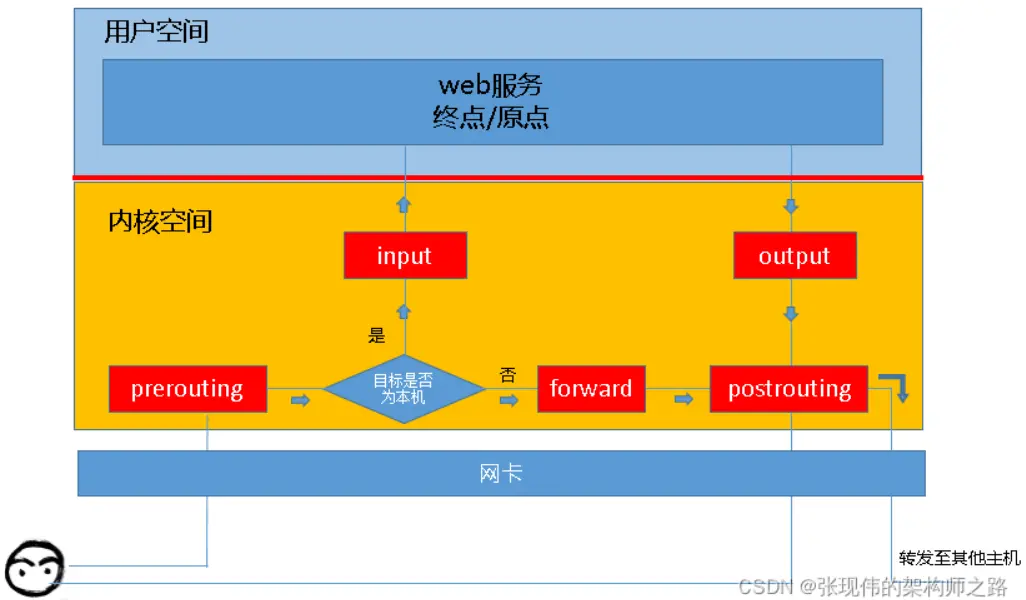 用户空间
web服务
终点/原点
内核空间
input
output
是
prerouting
目标是否
为本机
否
forward
postrouting
网卡
转发至其他主机
CSDN @张现伟的架构师之路